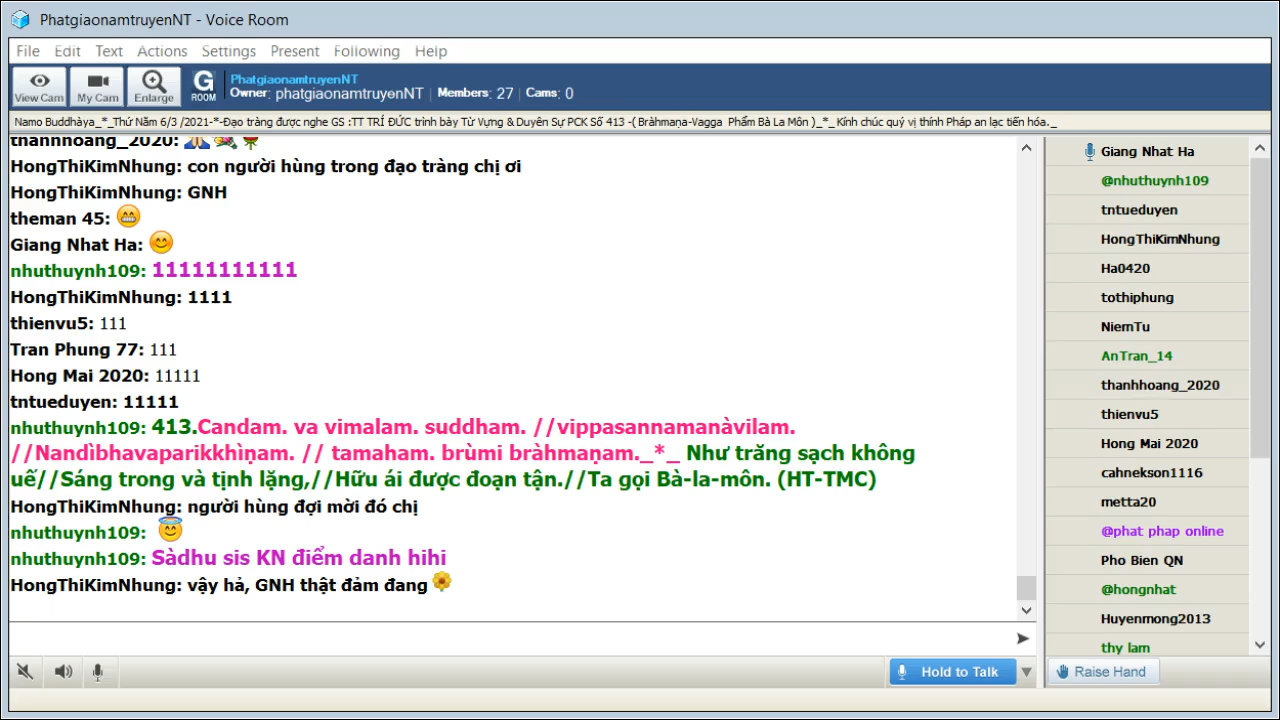 PhatgiaonamtruyenNT - Voice Room
File Edit Text Actions Settings Present Following Help
View Cam My Cam Enlarge G ROOM
PhatgiaonamtruyenNT
Owner: phatgiaonamtruyenNT | Members: 27 | Cams: 0
Namo Buddhàya_*_Thứ Năm 6/3 /2021-*-Đạo tràng được nghe GS :TT TRÍ ĐỨC trình bày Từ Vựng & Duyên Sự PCK Số 413 -( Bràhmaṇa-Vagga Phẩm Bà La Môn )_*_ Kính chúc quý vị thính Pháp an lạc tiến hóa._
thanhhoang_2020:
HongThiKimNhung: con người hùng trong đạo tràng chị ơi
HongThiKimNhung: GNH
theman 45:
Giang Nhat Ha:
nhuthuynh109: 11111111111
HongThiKimNhung: 1111
thienvu5: 111
Tran Phung 77: 111
Hong Mai 2020: 11111
tntueduyen: 11111
nhuthuynh109: 413.Candam. va vimalam. suddham. //vippasannamanàvilam.
//Nandìbhavaparikkhìṇam. // tamaham. brùmi bràhmaṇam._*_ Như trăng sạch không
uế//Sáng trong và tịnh lặng,//Hữu ái được đoạn tận.//Ta gọi Bà-la-môn. (HT-TMC)
HongThiKimNhung: người hùng đợi mời đó chị
nhuthuynh109:
nhuthuynh109: Sàdhu sis KN điểm danh hihi
HongThiKimNhung: vậy hả, GNH thật đảm đang
Giang Nhat Ha
@nhuthuynh109
tntueduyen
HongThiKimNhung
Ha0420
tothiphung
NiemTu
AnTran_14
thanhhoang_2020
thienvu5
Hong Mai 2020
cahnekson1116
metta20
@phat phap online
Pho Bien QN
@hongnhat
Huyenmong2013
thy lam
Hold to Talk
Raise Hand